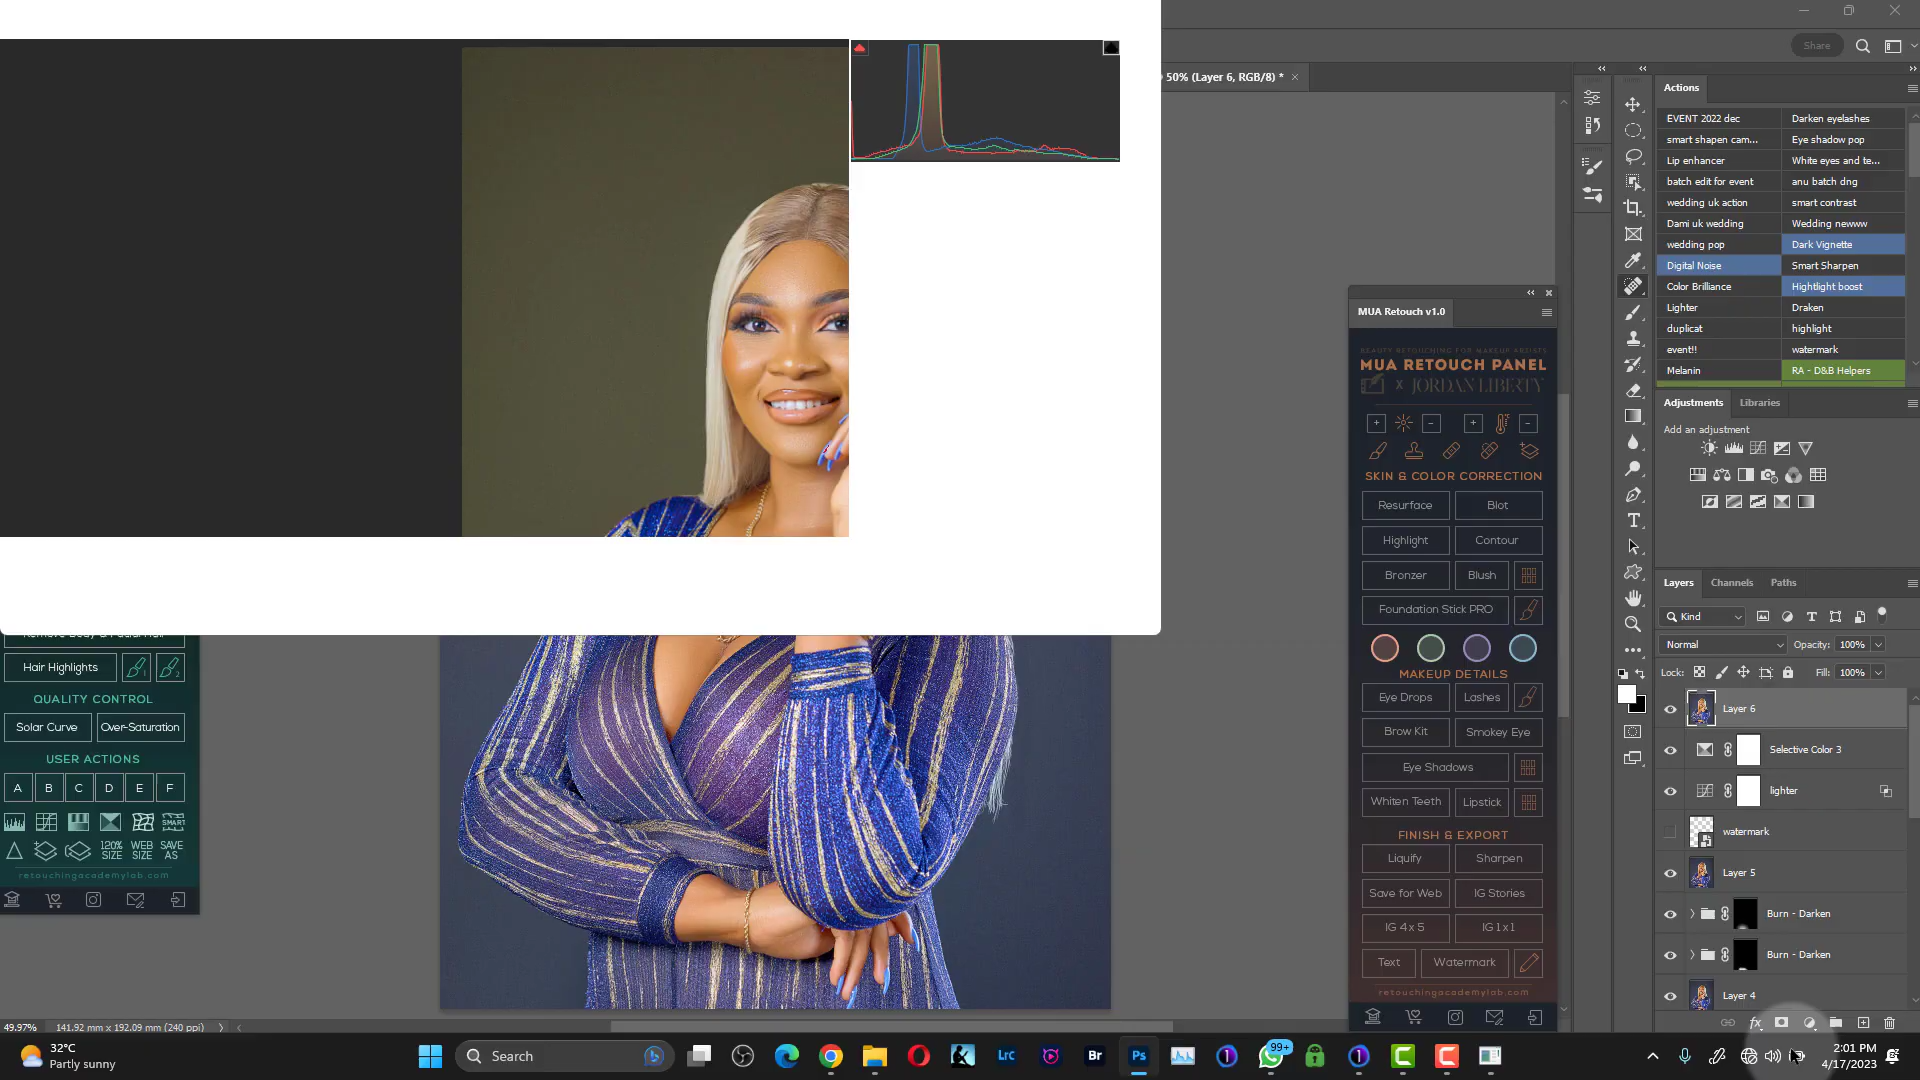 Share
50% (Layer 6, RGB/8) *
Actions
EVENT 2022 dec
Darken eyelashes
smart shapen cam...
Eye shadow pop
Lip enhancer
White eyes and te...
batch edit for event
anu batch dng
wedding uk action
smart contrast
Dami uk wedding
Wedding newww
wedding pop
Dark Vignette
Digital Noise
Smart Sharpen
Color Brilliance
Hightlight boost
Lighter
Draken
duplicat
highlight
event!!
watermark
Melanin
RA - D&B Helpers
Adjustments
Libraries
Add an adjustment
Layers
Channels
Paths
Kind
Normal
Opacity: 100%
Lock:
Fill: 100%
Layer 6
Selective Color 3
lighter
watermark
Layer 5
Burn - Darken
Burn - Darken
Layer 4
MUA Retouch v1.0
BEAUTY RETOUCHING FOR MAKEUP ARTISTS
MUA RETOUCH PANEL
X JORDAN LIBERTY
SKIN & COLOR CORRECTION
Resurface
Blot
Highlight
Contour
Bronzer
Blush
Foundation Stick PRO
MAKEUP DETAILS
Eye Drops
Lashes
Brow Kit
Smokey Eye
Eye Shadows
Whiten Teeth
Lipstick
FINISH & EXPORT
Liquify
Sharpen
Save for Web
IG Stories
IG 4x5
IG 1x1
Text
Watermark
retouchingacademylab.com
Hair Highlights
1
2
QUALITY CONTROL
Solar Curve
Over-Saturation
USER ACTIONS
A B C D E F
SMART
120% SIZE
WEB SIZE
SAVE AS
retouchingacademylab.com
49.97%
141.92 mm x 192.09 mm (240 ppi)
32°C
Partly sunny
Search
Lrc
Br
Ps
99+
2:01 PM
4/17/2023